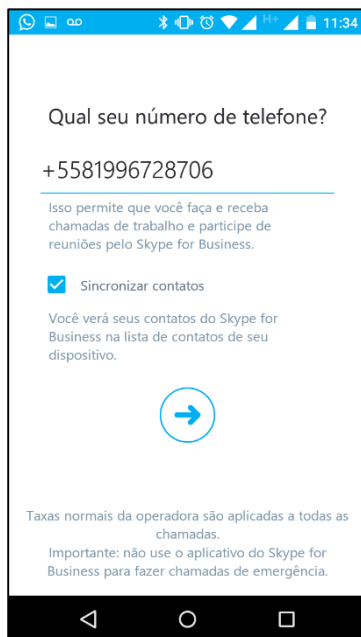 H+ 11:34
Qual seu número de telefone?
+5581996728706
Isso permite que você faça e receba
chamadas de trabalho e participe de
reuniões pelo Skype for Business.
Sincronizar contatos
Você verá seus contatos do Skype for
Business na lista de contatos de seu
dispositivo.
Taxas normais da operadora são aplicadas a todas as
chamadas.
Importante: não use o aplicativo do Skype for
Business para fazer chamadas de emergência.